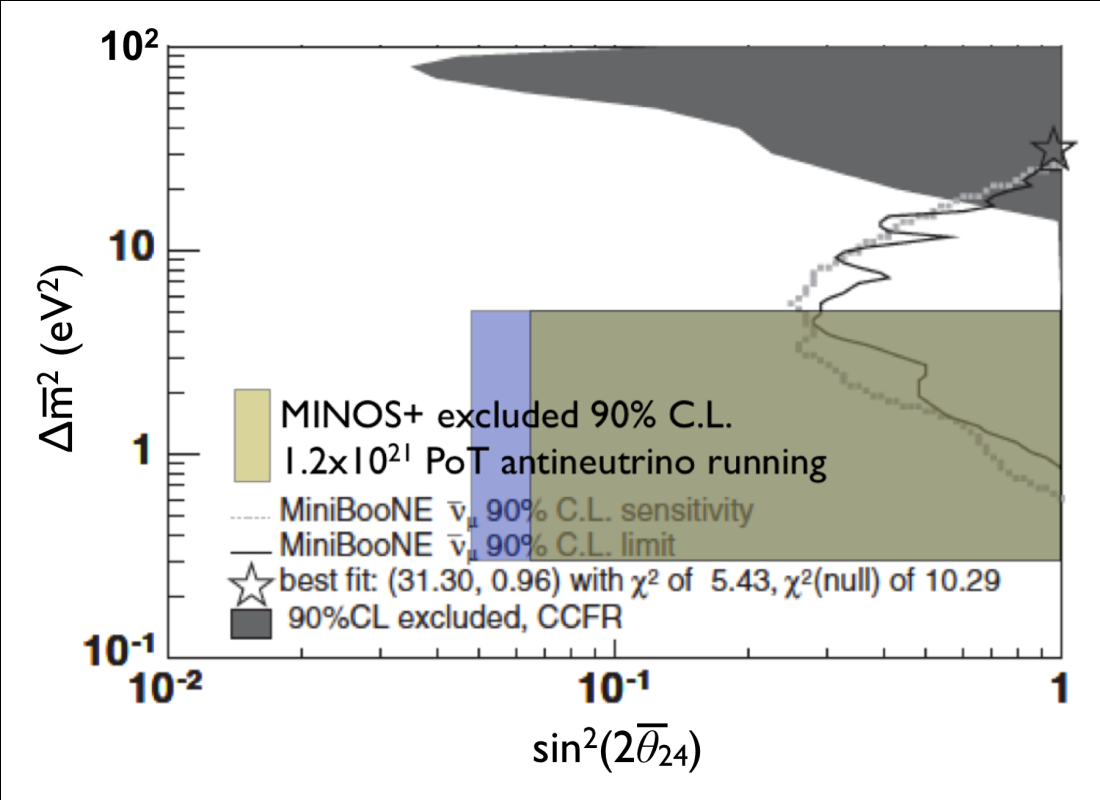 10²
10
1
10⁻¹
Δm̅² (eV²)
MINOS+ excluded 90% C.L.
1.2x10²¹ PoT antineutrino running
MiniBooNE ν̅μ 90% C.L. sensitivity
MiniBooNE ν̅μ 90% C.L. limit
best fit: (31.30, 0.96) with χ² of 5.43, χ²(null) of 10.29
90%CL excluded, CCFR
10⁻² 10⁻¹ 1
sin²(2θ̅₂₄)